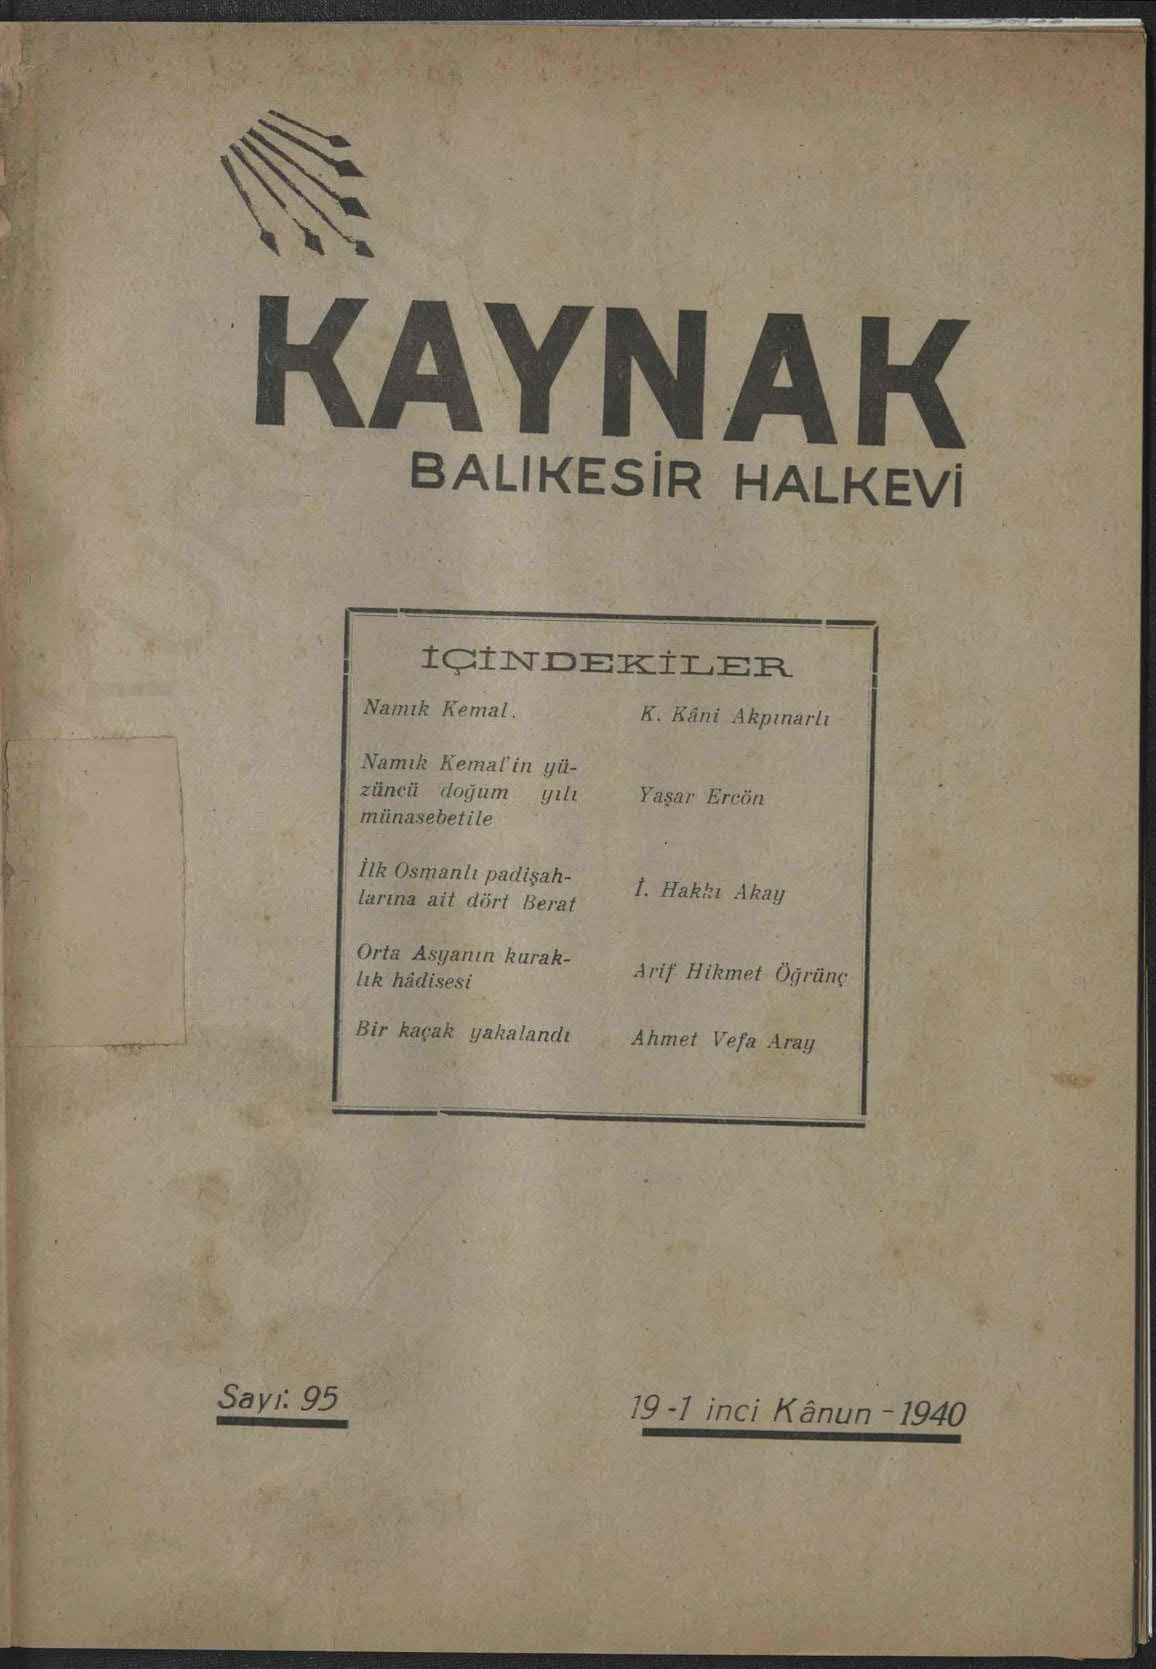 KAYNAK
BALIKESİR HALKEVİ
İÇİNDEKİLER
Namık Kemal.
K. Kâni Akpınarlı
Namık Kemal'in yü-
züncü doğum yılı
münasebetile
Yaşar Ercön
İlk Osmanlı padişah-
larına ait dört Berat
İ. Hakkı Akay
Orta Asyanın kurak-
lık hâdisesi
Arif Hikmet Öğrünç
Bir kaçak yakalandı
Ahmet Vefa Aray
Sayı: 95
19 -1 inci Kânun - 1940